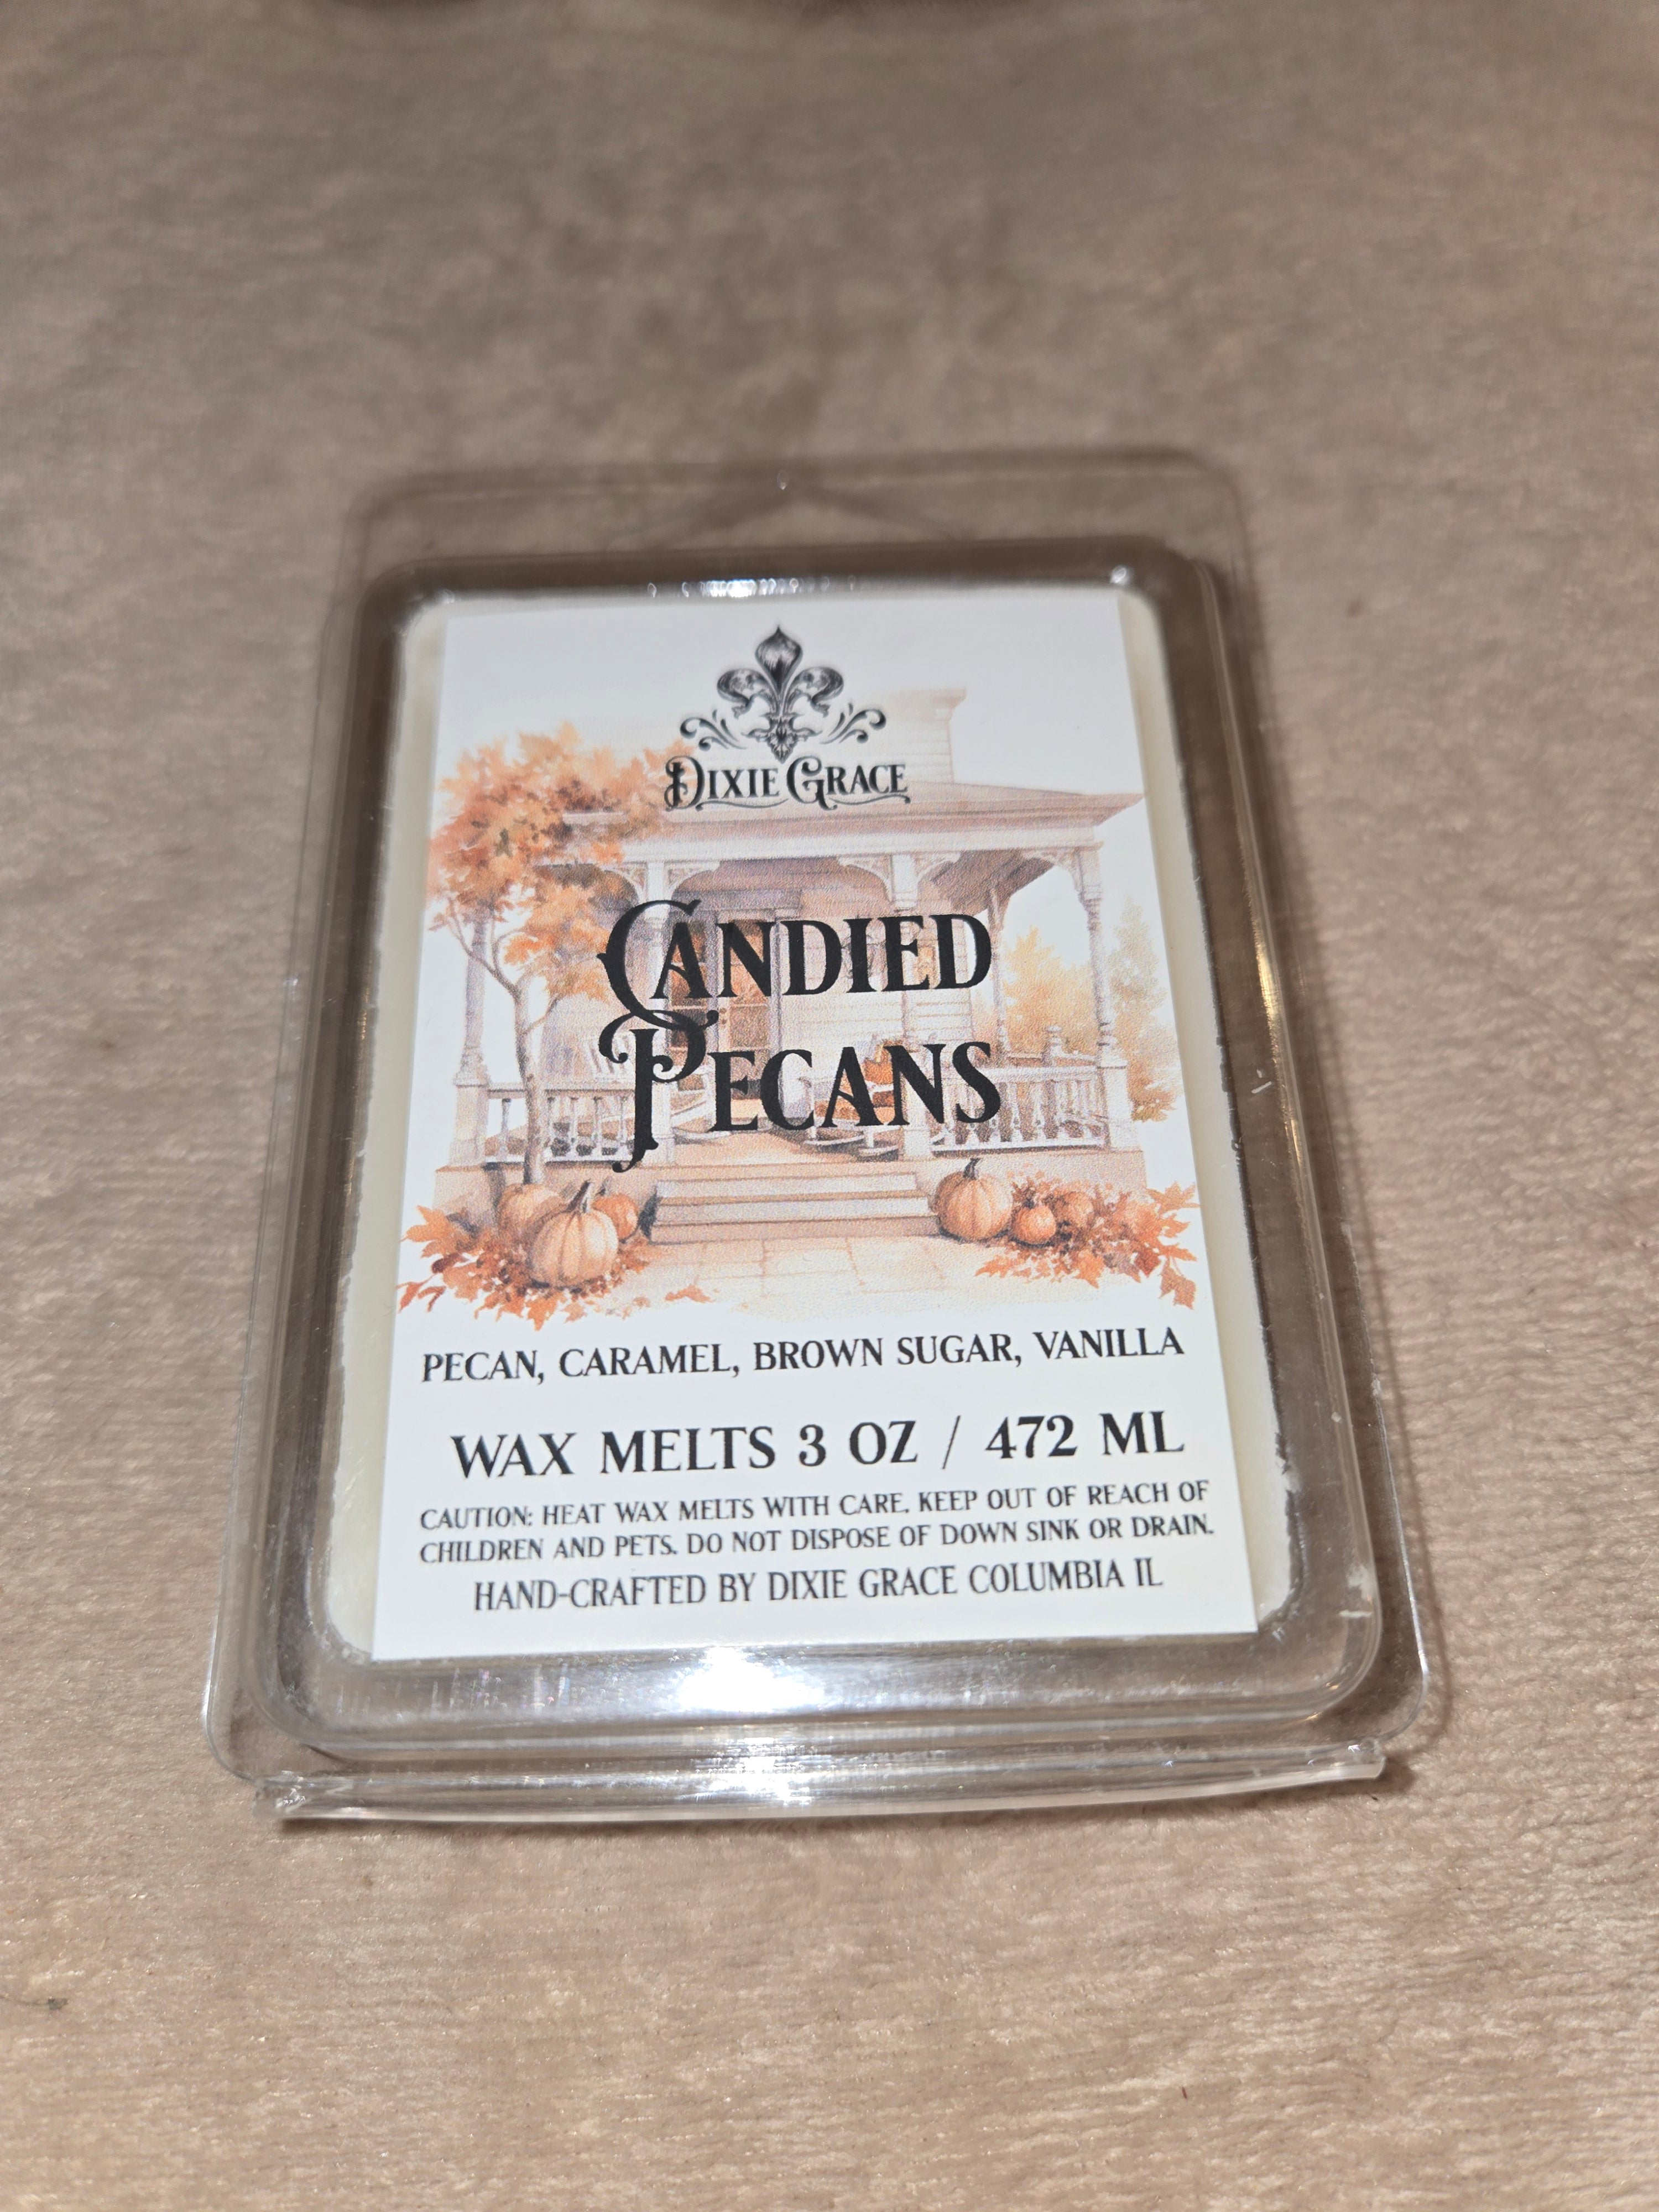 DIXIE GRACE
CANDIED
PECANS
PECAN, CARAMEL, BROWN SUGAR, VANILLA
WAX MELTS 3 OZ / 472 ML
CAUTION: HEAT WAX MELTS WITH CARE. KEEP OUT OF REACH OF
CHILDREN AND PETS. DO NOT DISPOSE OF DOWN SINK OR DRAIN.
HAND-CRAFTED BY DIXIE GRACE COLUMBIA IL